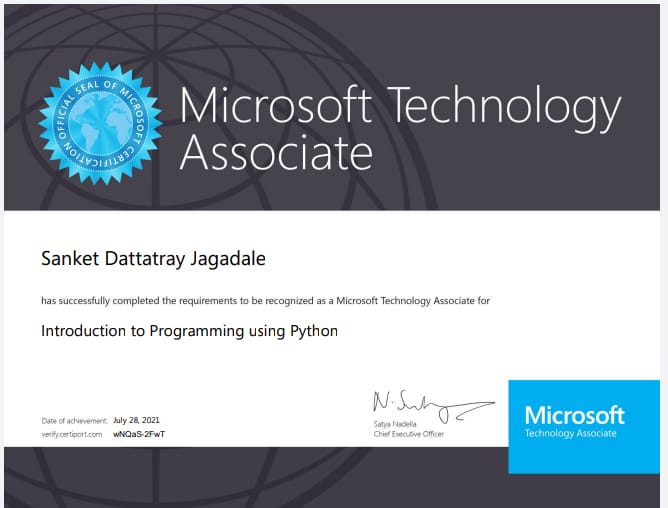 OFFICIAL SEAL OF MICROSOFT CERTIFICATION
Microsoft Technology
Associate
Sanket Dattatray Jagadale
has successfully completed the requirements to be recognized as a Microsoft Technology Associate for
Introduction to Programming using Python
Date of achievement: July 28, 2021
verify.certiport.com wNQaS-2FwT
N. Satya
Satya Nadella
Chief Executive Officer
Microsoft
Technology Associate